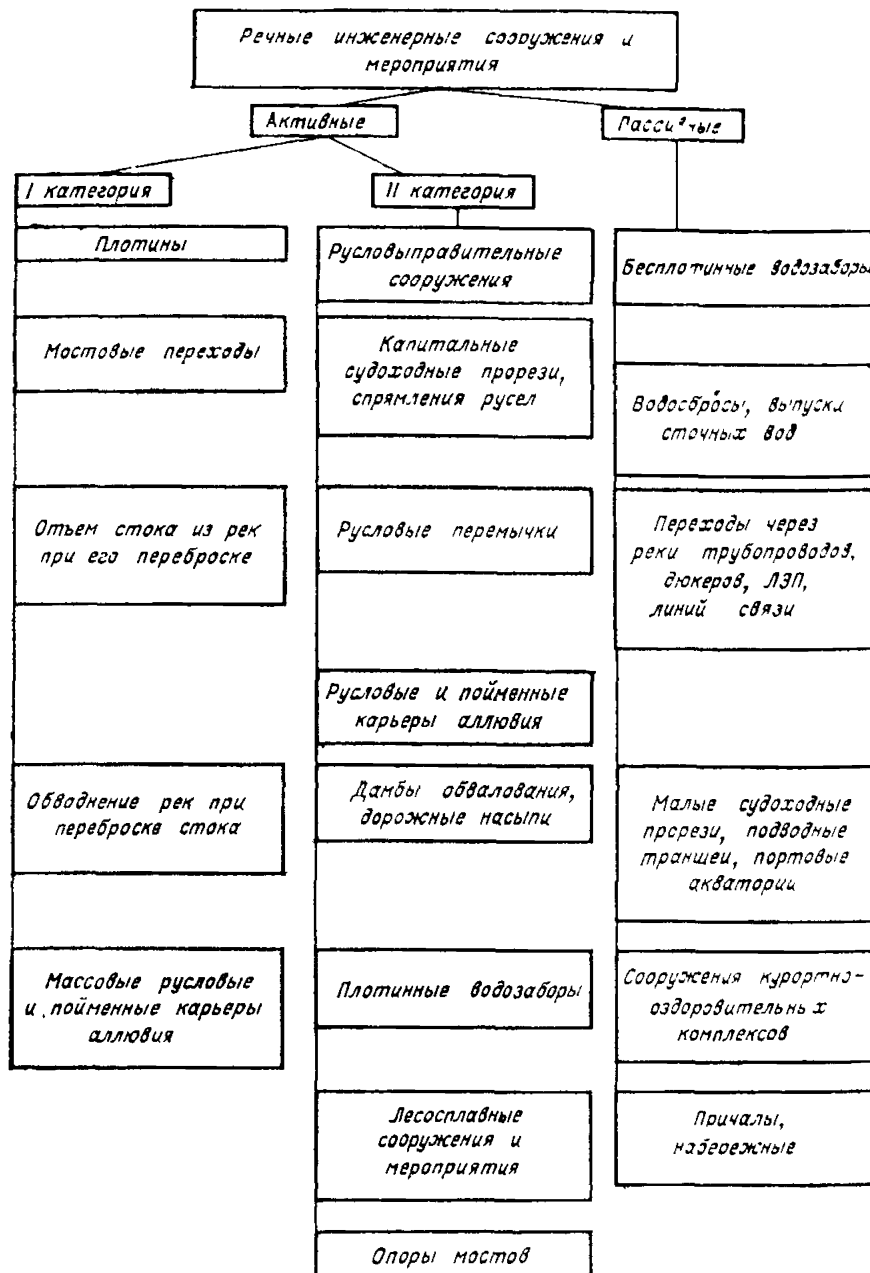 Речные инженерные сооружения и
мероприятия
Активные
Пассивные
I категория
II категория
Плотины
Мостовые переходы
Отъем стока из рек
при его переброске
Обводнение рек при
переброске стока
Массовые русловые
и пойменные карьеры
аллювия
Русловыправительные
сооружения
Капитальные
судоходные прорези,
спрямления русел
Русловые перемычки
Русловые и пойменные
карьеры аллювия
Дамбы обвалования,
дорожные насыпи
Плотинные водозаборы
Лесосплавные
сооружения и
мероприятия
Опоры мостов
Бесплотинные водозаборы
Водосбросы, выпуски
сточных вод
Переходы через
реки трубопроводов,
дюкеров, ЛЭП,
линий связи
Малые судоходные
прорези, подводные
траншеи, портовые
акватории
Сооружения курортно-
оздоровительных
комплексов
Причалы,
набережные